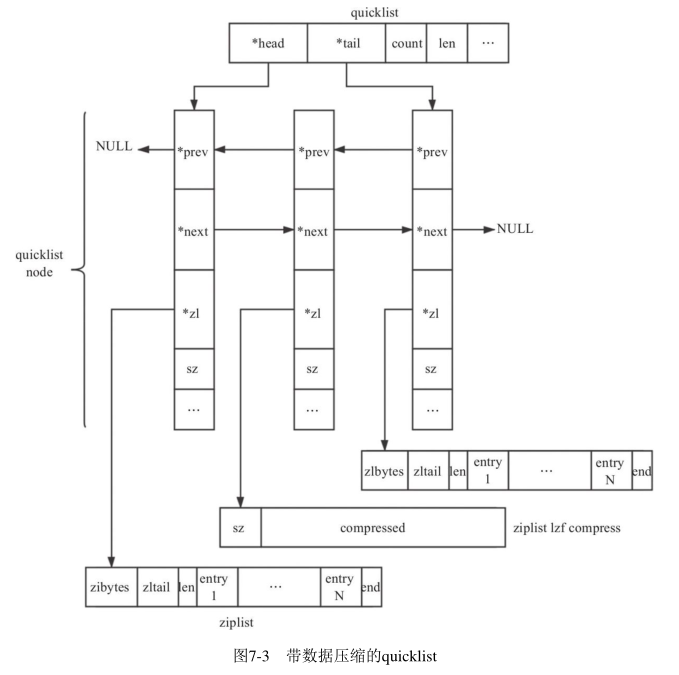 quicklist
*head *tail count len …
NULL *prev *prev *prev
*next *next *next NULL
quicklist
node
*zl *zl *zl
sz sz sz
… … …
zlbytes zltail len entry 1 … entry N end
sz compressed ziplist lzf compress
zibytes zltail len entry 1 … entry N end
ziplist
图7-3 带数据压缩的quicklist